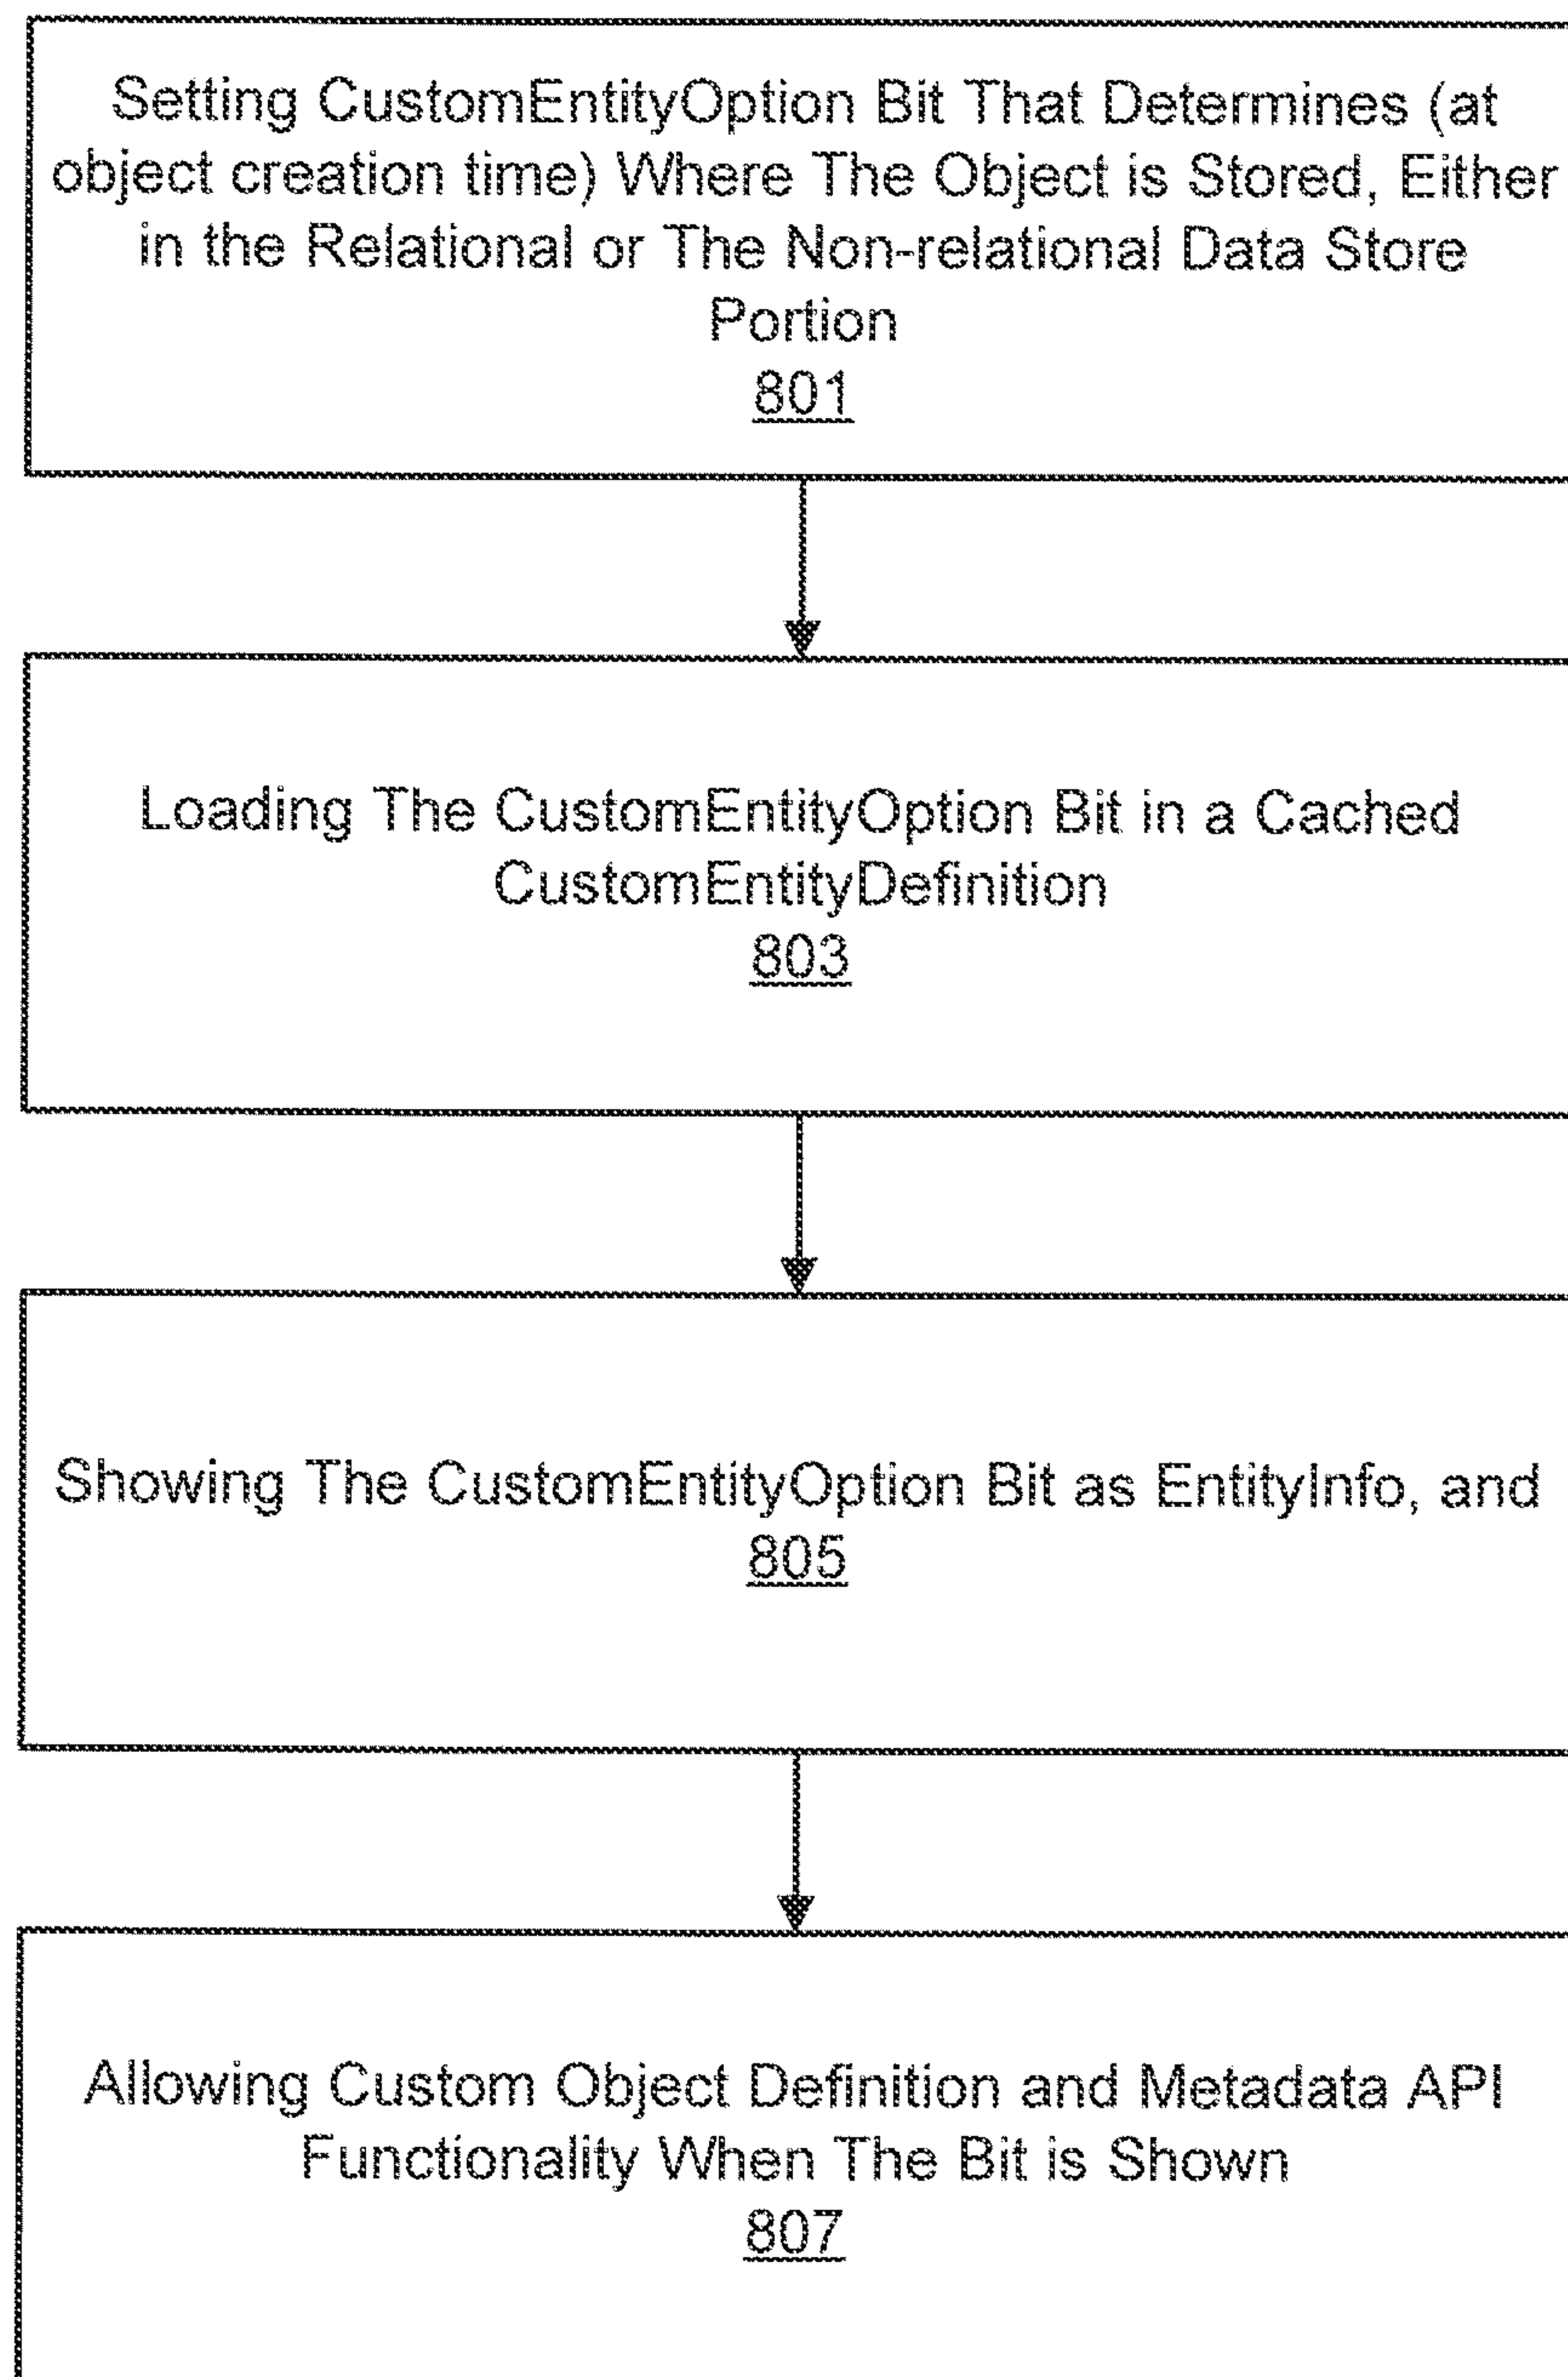 Setting CustomEntityOption Bit That Determines (at
object creation time) Where The Object is Stored, Either
in the Relational or The Non-relational Data Store
Portion
801
Loading The CustomEntityOption Bit in a Cached
CustomEntityDefinition
803
Showing The CustomEntityOption Bit as EntityInfo, and
805
Allowing Custom Object Definition and Metadata API
Functionality When The Bit is Shown
807